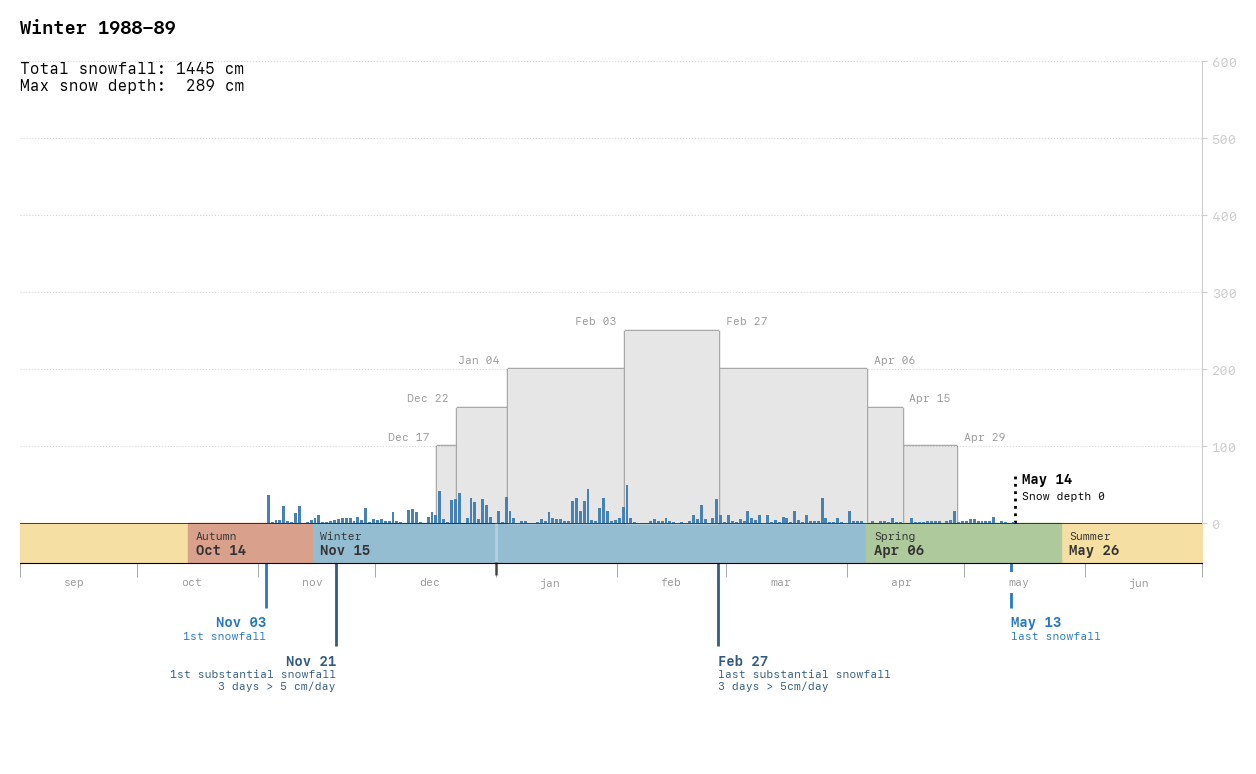 Winter 1988–89
Total snowfall: 1445 cm
Max snow depth:  289 cm
600
500
400
300
200
100
0
Feb 03
Feb 27
Jan 04
Apr 06
Dec 22
Apr 15
Dec 17
Apr 29
May 14
Snow depth 0
Autumn
Oct 14
Winter
Nov 15
Spring
Apr 06
Summer
May 26
sep
oct
nov
dec
jan
feb
mar
apr
may
jun
Nov 03
1st snowfall
Nov 21
1st substantial snowfall
3 days > 5 cm/day
Feb 27
last substantial snowfall
3 days > 5cm/day
May 13
last snowfall